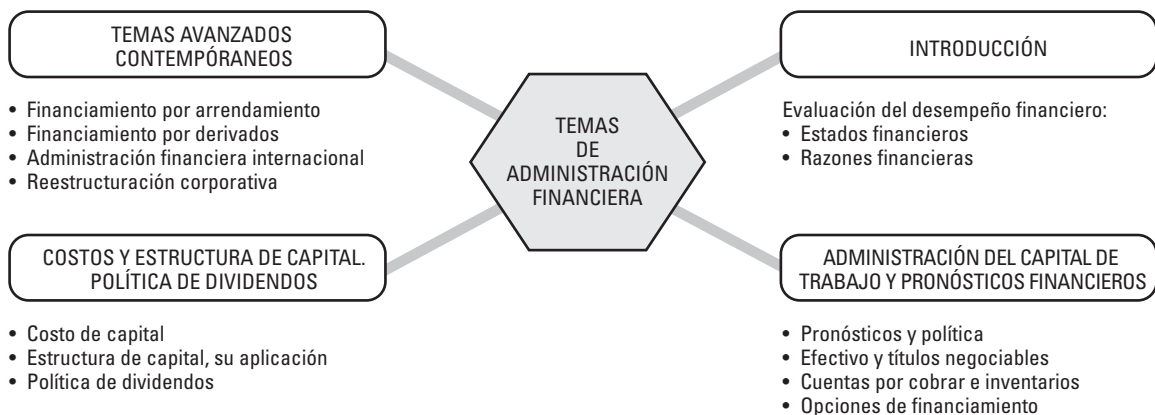 TEMAS AVANZADOS
CONTEMPÓRANEOS
• Financiamiento por arrendamiento
• Financiamiento por derivados
• Administración financiera internacional
• Reestructuración corporativa
INTRODUCCIÓN
Evaluación del desempeño financiero:
• Estados financieros
• Razones financieras
TEMAS
DE
ADMINISTRACIÓN
FINANCIERA
COSTOS Y ESTRUCTURA DE CAPITAL.
POLÍTICA DE DIVIDENDOS
• Costo de capital
• Estructura de capital, su aplicación
• Política de dividendos
ADMINISTRACIÓN DEL CAPITAL DE
TRABAJO Y PRONÓSTICOS FINANCIEROS
• Pronósticos y política
• Efectivo y títulos negociables
• Cuentas por cobrar e inventarios
• Opciones de financiamiento